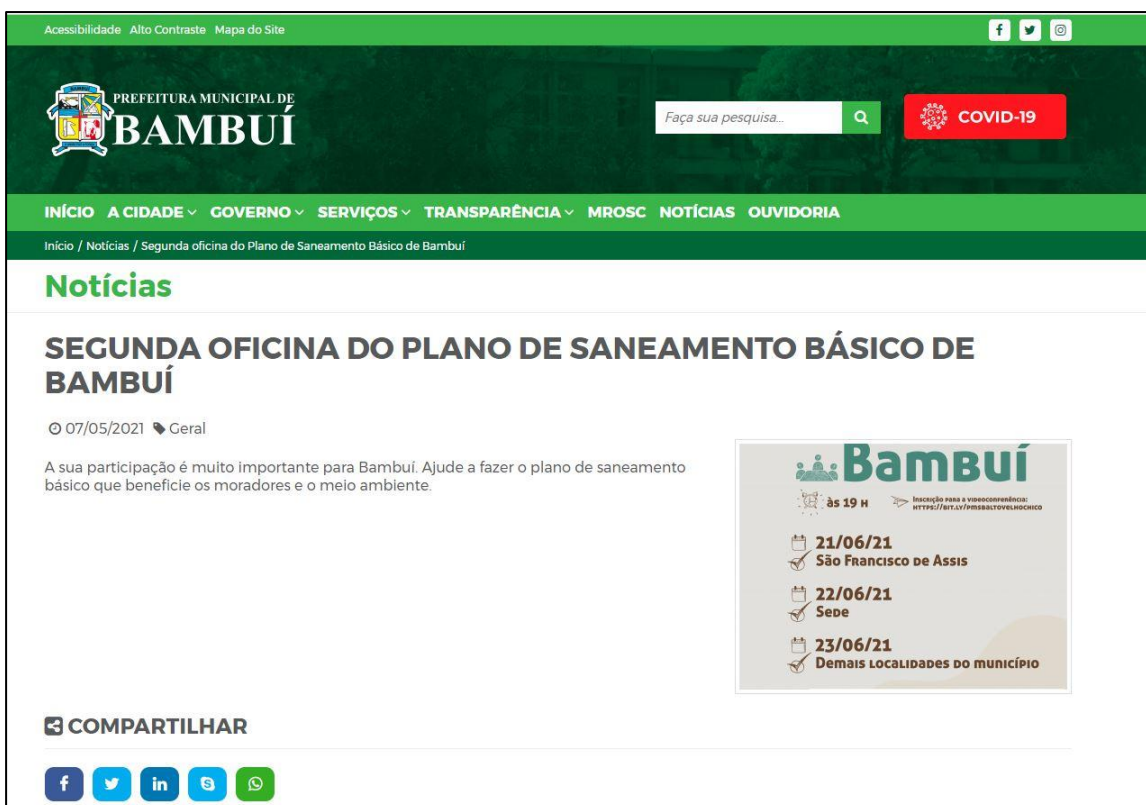 Acessibilidade Alto Contraste Mapa do Site
PREFEITURA MUNICIPAL DE
BAMBUÍ
Faça sua pesquisa...
COVID-19
INÍCIO A CIDADE GOVERNO SERVIÇOS TRANSPARÊNCIA MROSC NOTÍCIAS OUVIDORIA
Início / Notícias / Segunda oficina do Plano de Saneamento Básico de Bambuí
Notícias
SEGUNDA OFICINA DO PLANO DE SANEAMENTO BÁSICO DE
BAMBUÍ
07/05/2021 Geral
A sua participação é muito importante para Bambuí. Ajude a fazer o plano de saneamento
básico que beneficie os moradores e o meio ambiente.
Bambuí
às 19 H
Inscrição para a videoconferência:
HTTPS://BIT.LY/PMSBALTOVELHOCHICO
21/06/21
São Francisco de Assis
22/06/21
Sede
23/06/21
Demais localidades do município
COMPARTILHAR